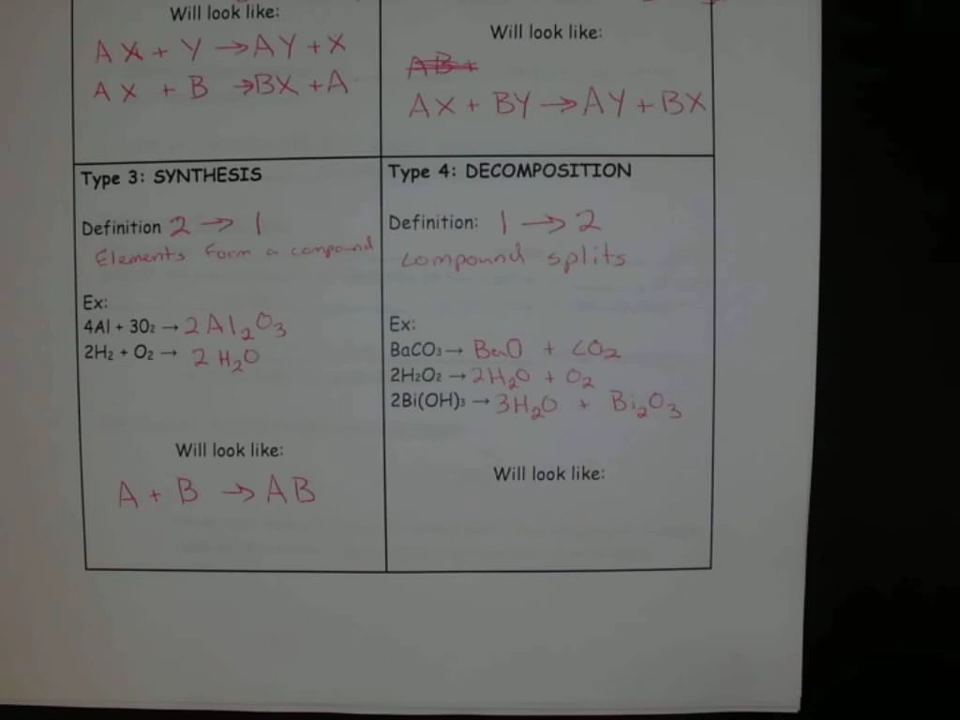 Will look like:
AX + Y → AY + X
AX + B → BX + A
Will look like:
AB +
AX + BY → AY + BX
Type 3: SYNTHESIS
Definition 2 → 1
Elements form a compound
Ex:
4Al + 3O₂ → 2Al₂O₃
2H₂ + O₂ → 2H₂O
Will look like:
A + B → AB
Type 4: DECOMPOSITION
Definition: 1 → 2
compound splits
Ex:
BaCO₃ → BaO + CO₂
2H₂O₂ → 2H₂O + O₂
2Bi(OH)₃ → 3H₂O + Bi₂O₃
Will look like: